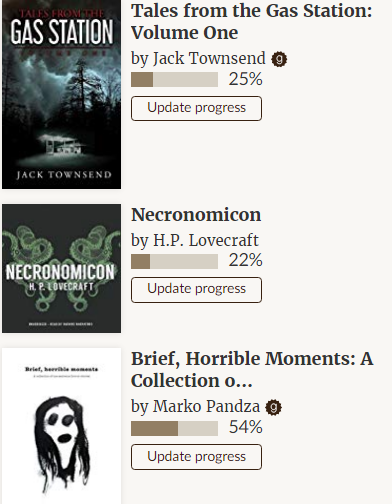 TALES FROM THE
GAS STATION
JACK TOWNSEND
Tales from the Gas Station:
Volume One
by Jack Townsend g
25%
Update progress
NECRONOMICON
H. P. LOVECRAFT
Necronomicon
by H.P. Lovecraft
22%
Update progress
Brief, horrible moments
Brief, Horrible Moments: A
Collection o...
by Marko Pandza g
54%
Update progress